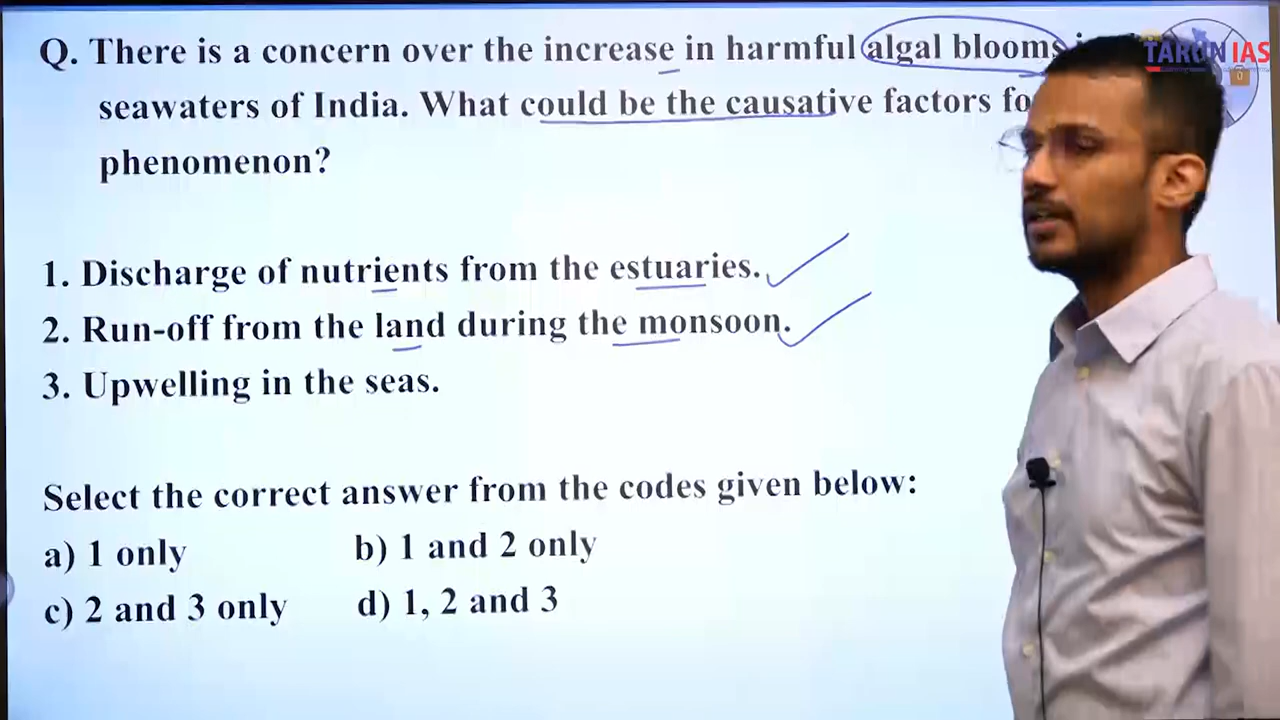 Q. There is a concern over the increase in harmful algal blooms
TARUN IAS
seawaters of India. What could be the causative factors
phenomenon?
1. Discharge of nutrients from the estuaries.
2. Run-off from the land during the monsoon.
3. Upwelling in the seas.
Select the correct answer from the codes given below:
a) 1 only b) 1 and 2 only
c) 2 and 3 only d) 1, 2 and 3